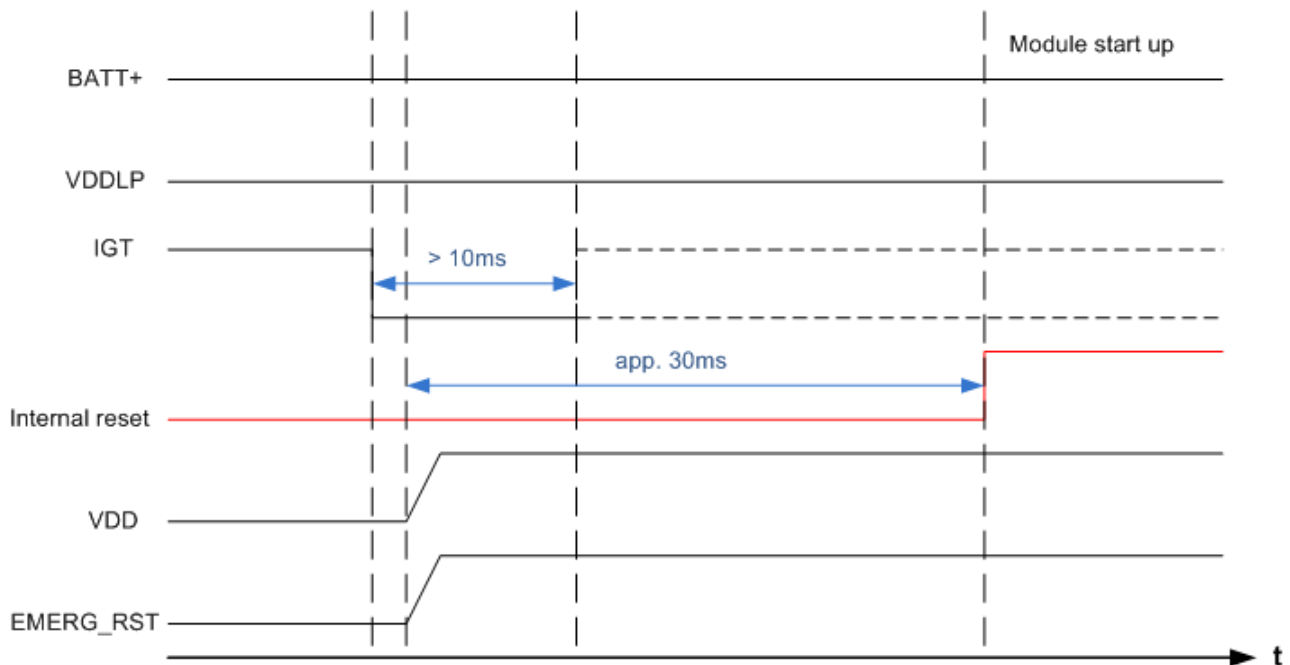 Module start up
BATT+
VDDLP
IGT
> 10ms
app. 30ms
Internal reset
VDD
EMERG_RST
t